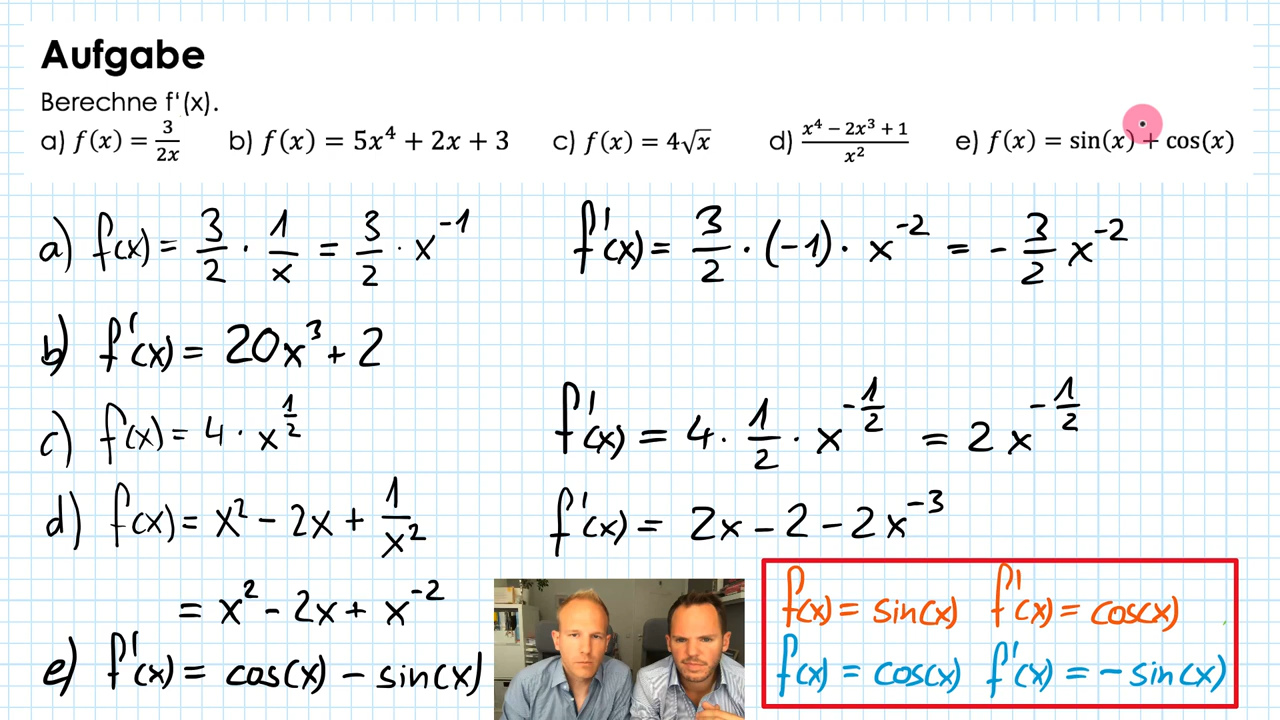 Aufgabe
Berechne f'(x).
a) f(x) = 3/2x b) f(x) = 5x⁴ + 2x + 3 c) f(x) = 4√x d) x⁴ − 2x³ + 1/x² e) f(x) = sin(x) + cos(x)
a) f(x) = 3/2 · 1/x = 3/2 · x⁻¹ f'(x) = 3/2 · (−1) · x⁻² = − 3/2 x⁻²
b) f'(x) = 20x³ + 2
c) f(x) = 4 · x^1/2 f'(x) = 4 · 1/2 · x^−1/2 = 2 x^−1/2
d) f(x) = x² − 2x + 1/x² f'(x) = 2x − 2 − 2x⁻³
= x² − 2x + x⁻²
e) f'(x) = cos(x) − sin(x)
f(x) = sin(x) f'(x) = cos(x)
f(x) = cos(x) f'(x) = − sin(x)